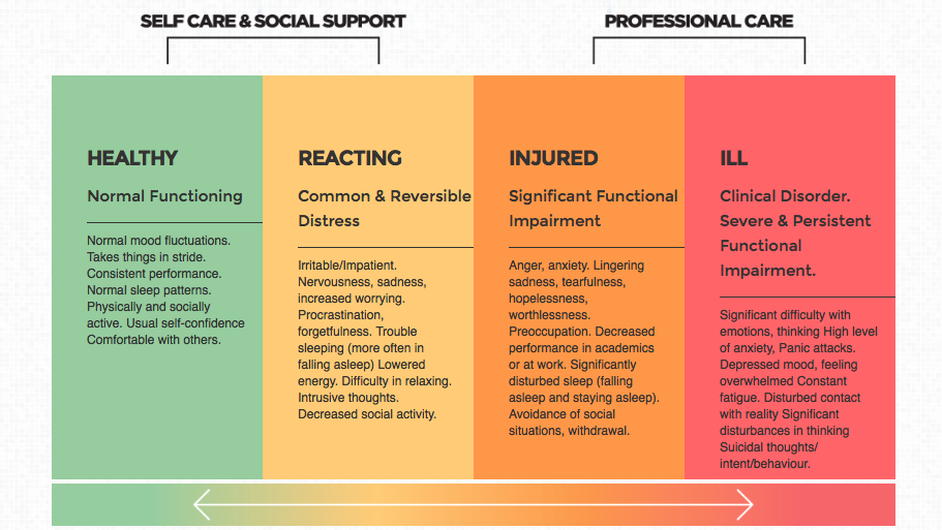 SELF CARE & SOCIAL SUPPORT
PROFESSIONAL CARE
HEALTHY
Normal Functioning
Normal mood fluctuations.
Takes things in stride.
Consistent performance.
Normal sleep patterns.
Physically and socially
active. Usual self-confidence
Comfortable with others.
REACTING
Common & Reversible
Distress
Irritable/Impatient.
Nervousness, sadness,
increased worrying.
Procrastination,
forgetfulness. Trouble
sleeping (more often in
falling asleep) Lowered
energy. Difficulty in relaxing.
Intrusive thoughts.
Decreased social activity.
INJURED
Significant Functional
Impairment
Anger, anxiety. Lingering
sadness, tearfulness,
hopelessness,
worthlessness.
Preoccupation. Decreased
performance in academics
or at work. Significantly
disturbed sleep (falling
asleep and staying asleep).
Avoidance of social
situations, withdrawal.
ILL
Clinical Disorder.
Severe & Persistent
Functional
Impairment.
Significant difficulty with
emotions, thinking High level
of anxiety, Panic attacks.
Depressed mood, feeling
overwhelmed Constant
fatigue. Disturbed contact
with reality Significant
disturbances in thinking
Suicidal thoughts/
intent/behaviour.